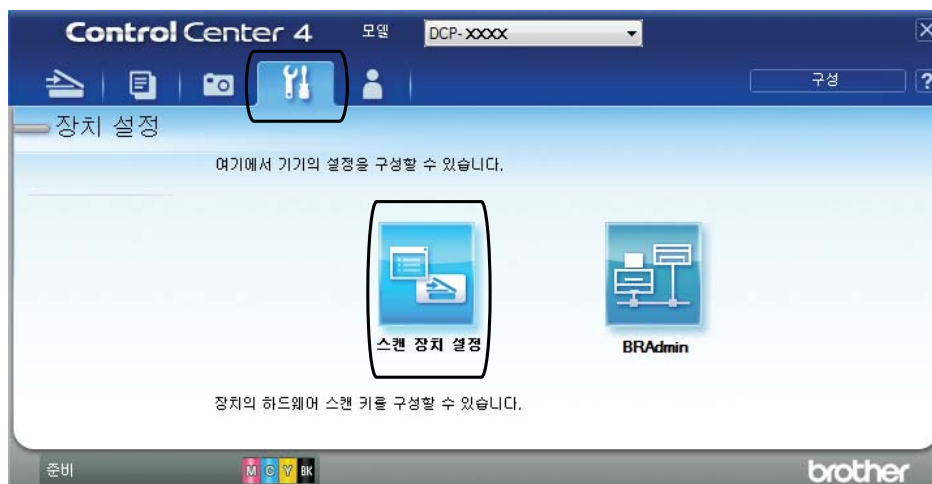 Control Center 4 모델 DCP-XXXX
구성 ?
장치 설정
여기에서 기기의 설정을 구성할 수 있습니다.
스캔 장치 설정 BRAdmin
장치의 하드웨어 스캔 키를 구성할 수 있습니다.
준비 M C Y BK brother